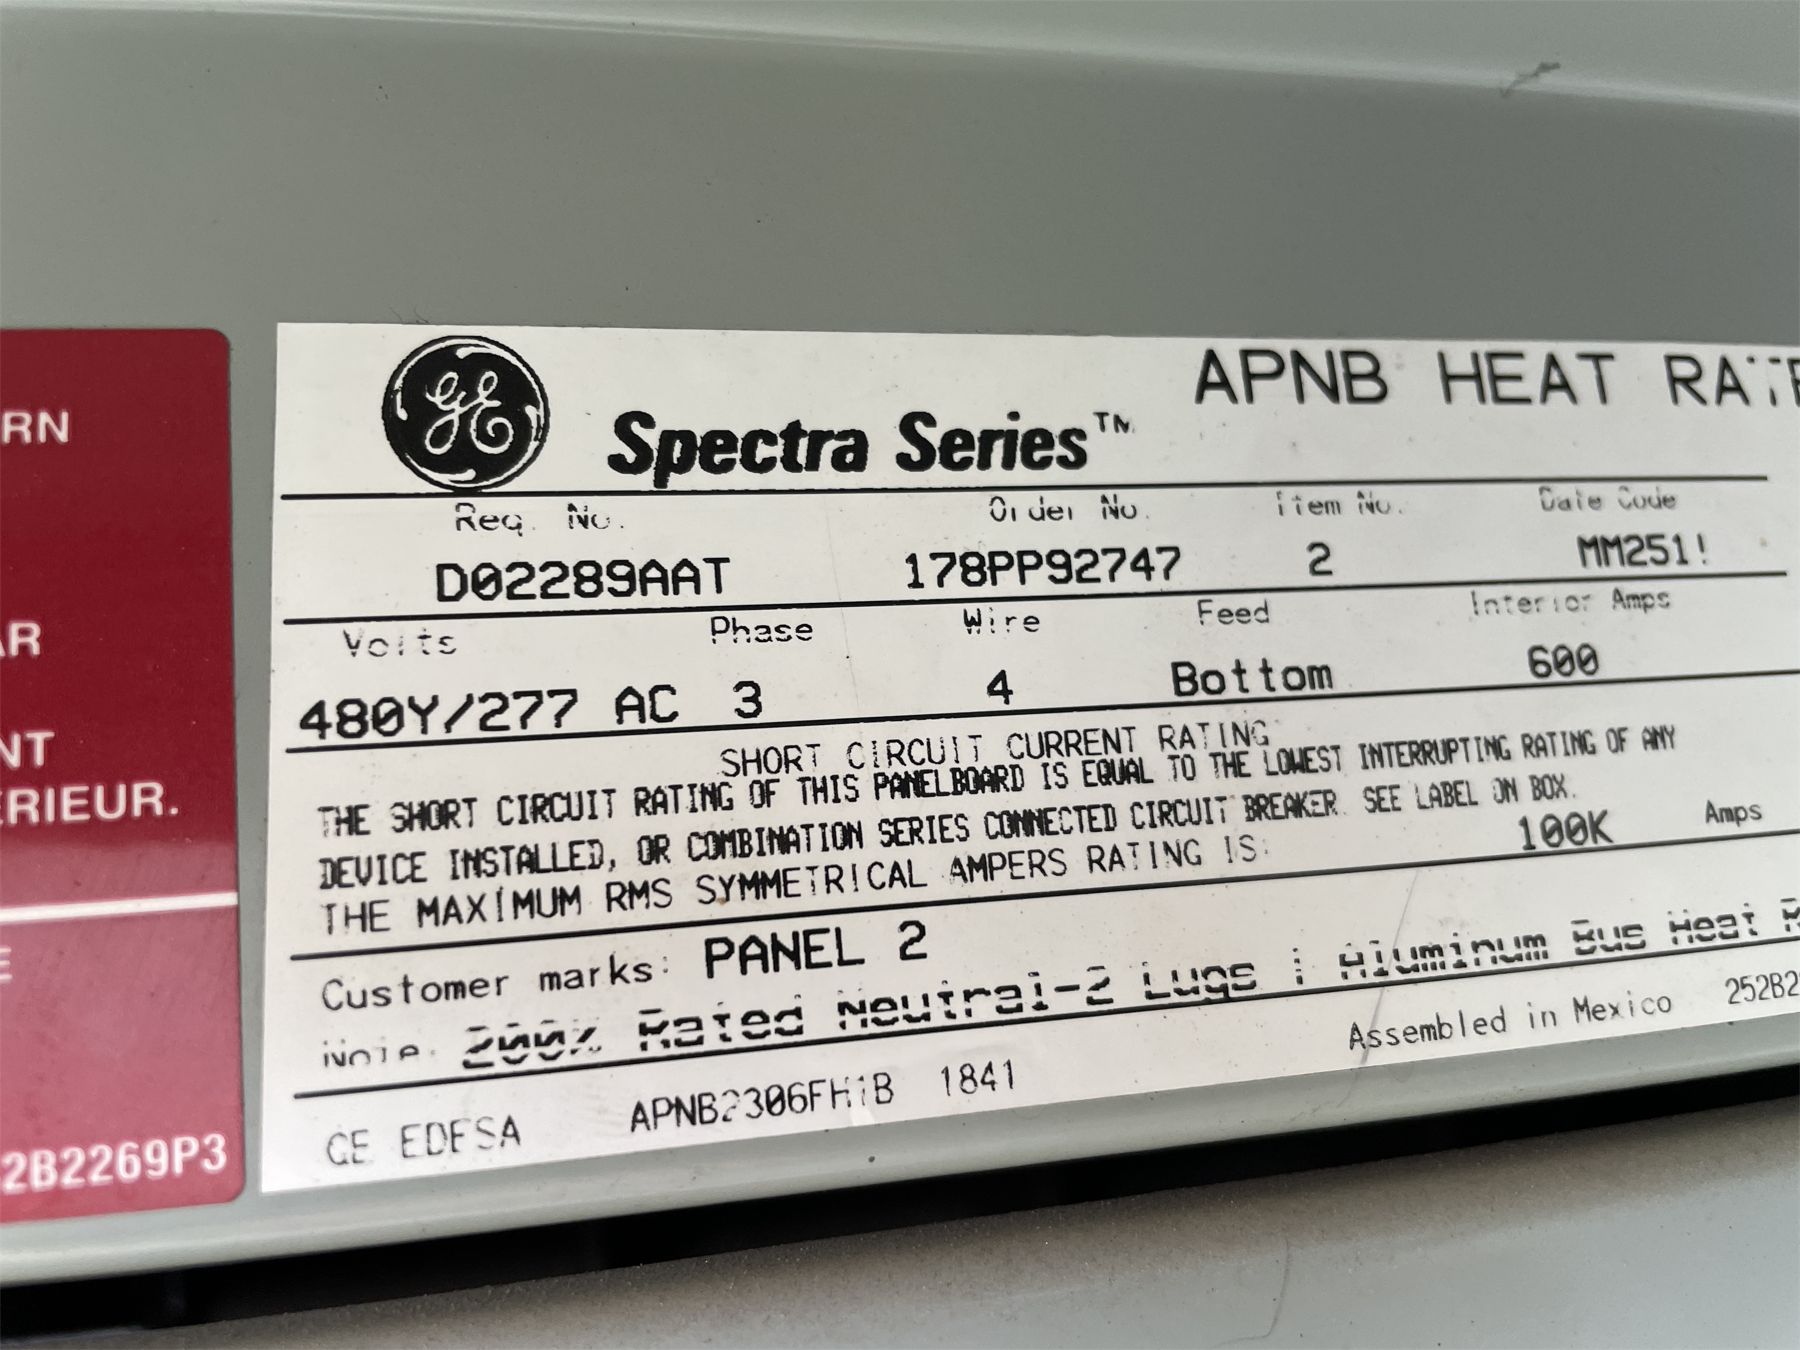 RN
AR
NT
ÉRIEUR.
E
2B2269P3
GE
Spectra Series™ APNB HEAT
Req. No. Order No. Item No. Date Code
D02289AAT 178PP92747 2
Volts Phase Wire Feed Interior Amps
480Y/277 AC 3 4 Bottom 600
SHORT CIRCUIT CURRENT RATING
THE SHORT CIRCUIT RATING OF THIS PANELBOARD IS EQUAL TO THE LOWEST INTERRUPTING RATING OF ANY
DEVICE INSTALLED, OR COMBINATION SERIES CONNECTED CIRCUIT BREAKER. SEE LABEL ON BOX.
THE MAXIMUM RMS SYMMETRICAL AMPERS RATING IS: 100K Amps
Customer marks: PANEL 2
Note: 200% Rated Neutral-2 Lugs ; Aluminum Bus Heat
Assembled in Mexico 252B2
GE EDESA APNB2306FH1B 1841